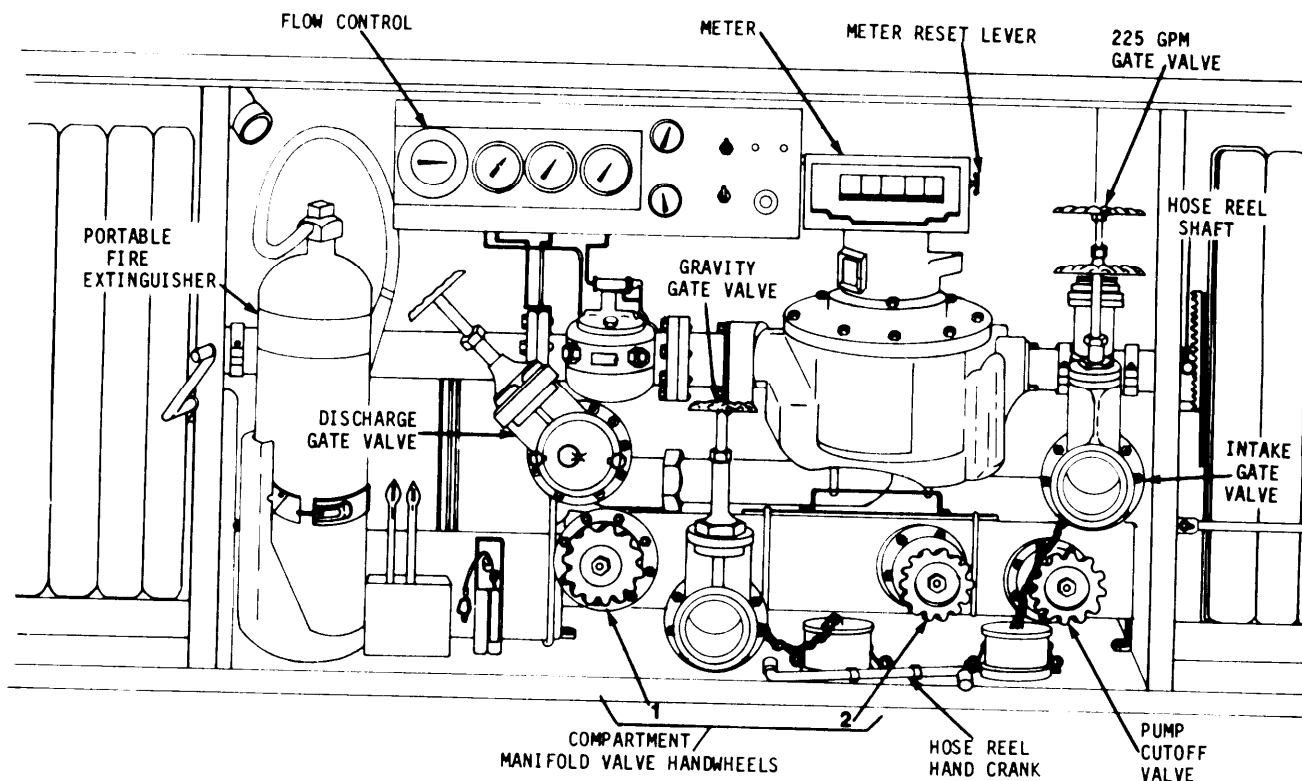 FLOW CONTROL
METER
METER RESET LEVER
225 GPM
GATE VALVE
HOSE REEL
SHAFT
PORTABLE
FIRE
EXTINGUISHER
GRAVITY
GATE VALVE
DISCHARGE
GATE VALVE
INTAKE
GATE
VALVE
1
2
COMPARTMENT
MANIFOLD VALVE HANDWHEELS
HOSE REEL
HAND CRANK
PUMP
CUTOFF
VALVE